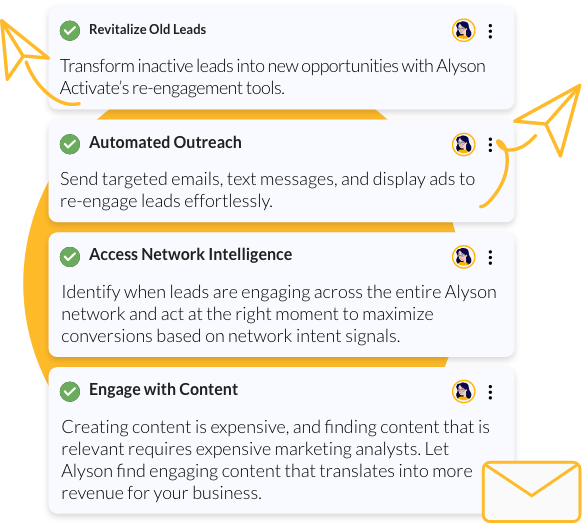 Revitalize Old Leads
Transform inactive leads into new opportunities with Alyson
Activate's re-engagement tools.
Automated Outreach
Send targeted emails, text messages, and display ads to
re-engage leads effortlessly.
Access Network Intelligence
Identify when leads are engaging across the entire Alyson
network and act at the right moment to maximize
conversions based on network intent signals.
Engage with Content
Creating content is expensive, and finding content that is
relevant requires expensive marketing analysts. Let
Alyson find engaging content that translates into more
revenue for your business.